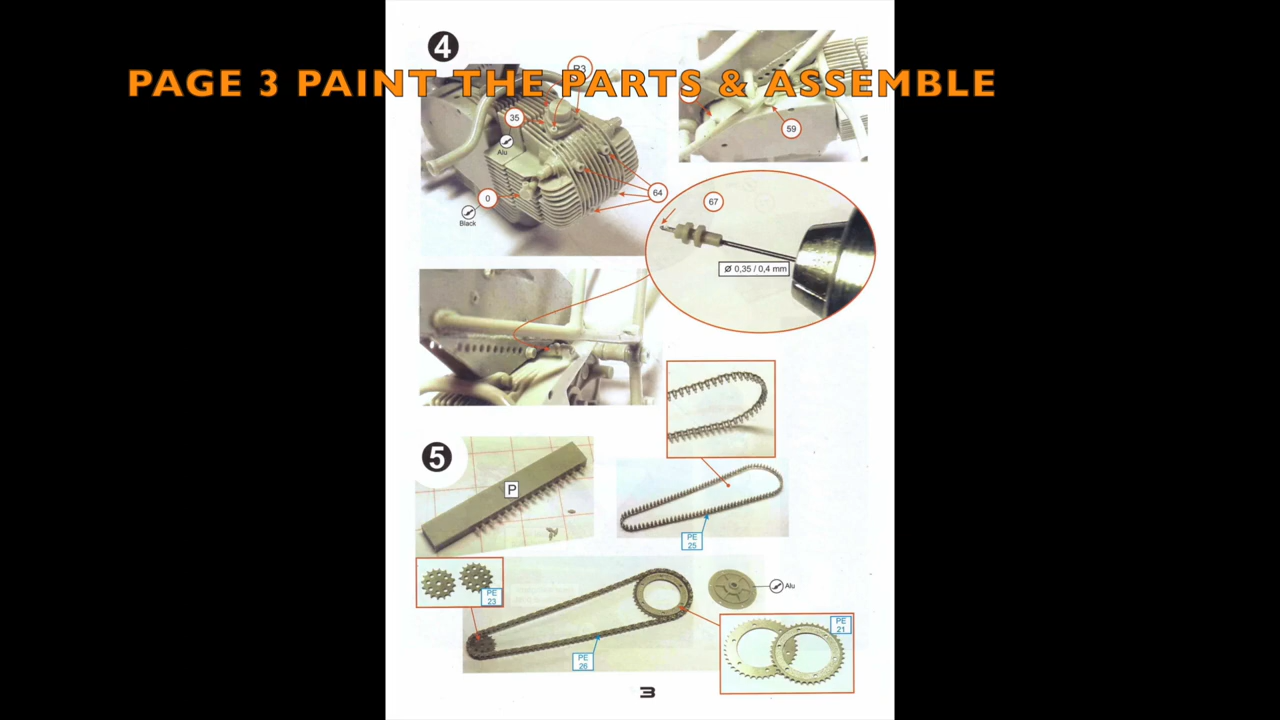 4
PAGE 3 PAINT THE PARTS & ASSEMBLE
R3
35
Alu
59
0
64
Black
67
Ø 0,35 / 0,4 mm
5
P
PE
25
PE
23
Alu
PE
21
PE
26
3